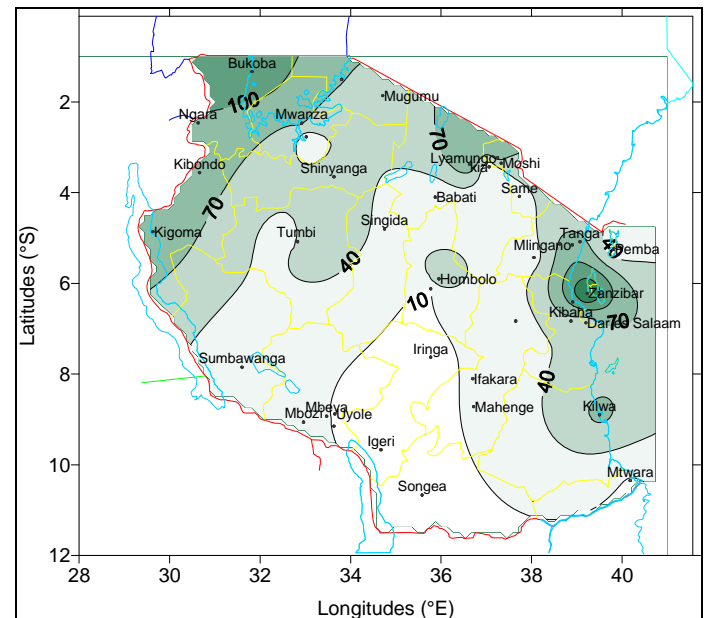 Bukoba
100
2
Mugumu
Ngara
Mwanza
70
Lyamungo
Moshi
Kibondo
Shinyanga
kia
4
Same
70
Babati
Kigoma
Tumbi
Singida
Tanga
Mlingano
40
Pemba
40
6
Hombolo
Zanzibar
10
Kibaha
70
Dar es Salaam
Iringa
8
Sumbawanga
Ifakara
40
Mbeya
Mahenge
Kilwa
Mbozi
Uyole
Igeri
10
Mtwara
Songea
12
28
30
32
34
36
38
40
Latitudes (°S)
Longitudes (°E)